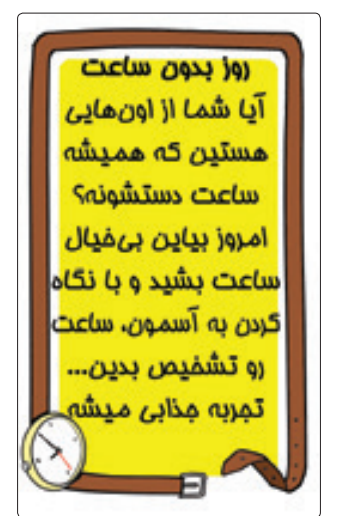 روز بدون ساعت
آیا شما از اون‌هایی
هستین که همیشه
ساعت دستشونه؟
امروز بیاین بی‌خیال
ساعت بشید و با نگاه
کردن به آسمون، ساعت
رو تشخیص بدین...
تجربه جذابی میشه